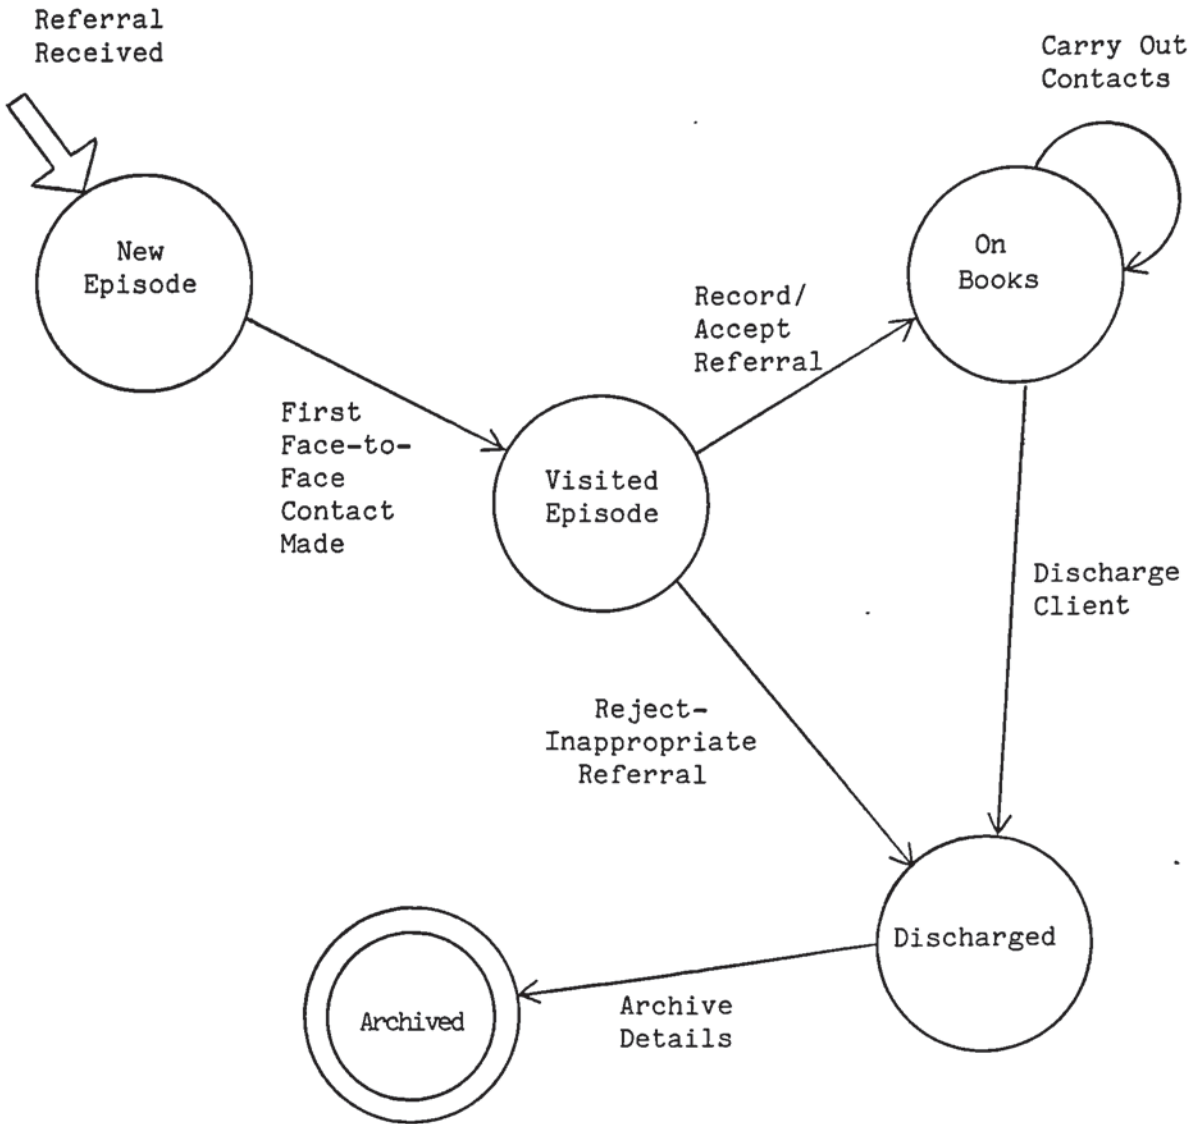 Referral
Received
Carry Out
Contacts
New
Episode
On
Books
Record/
Accept
Referral
First
Face-to-
Face
Contact
Made
Visited
Episode
Discharge
Client
Reject-
Inappropriate
Referral
Discharged
Archived
Archive
Details